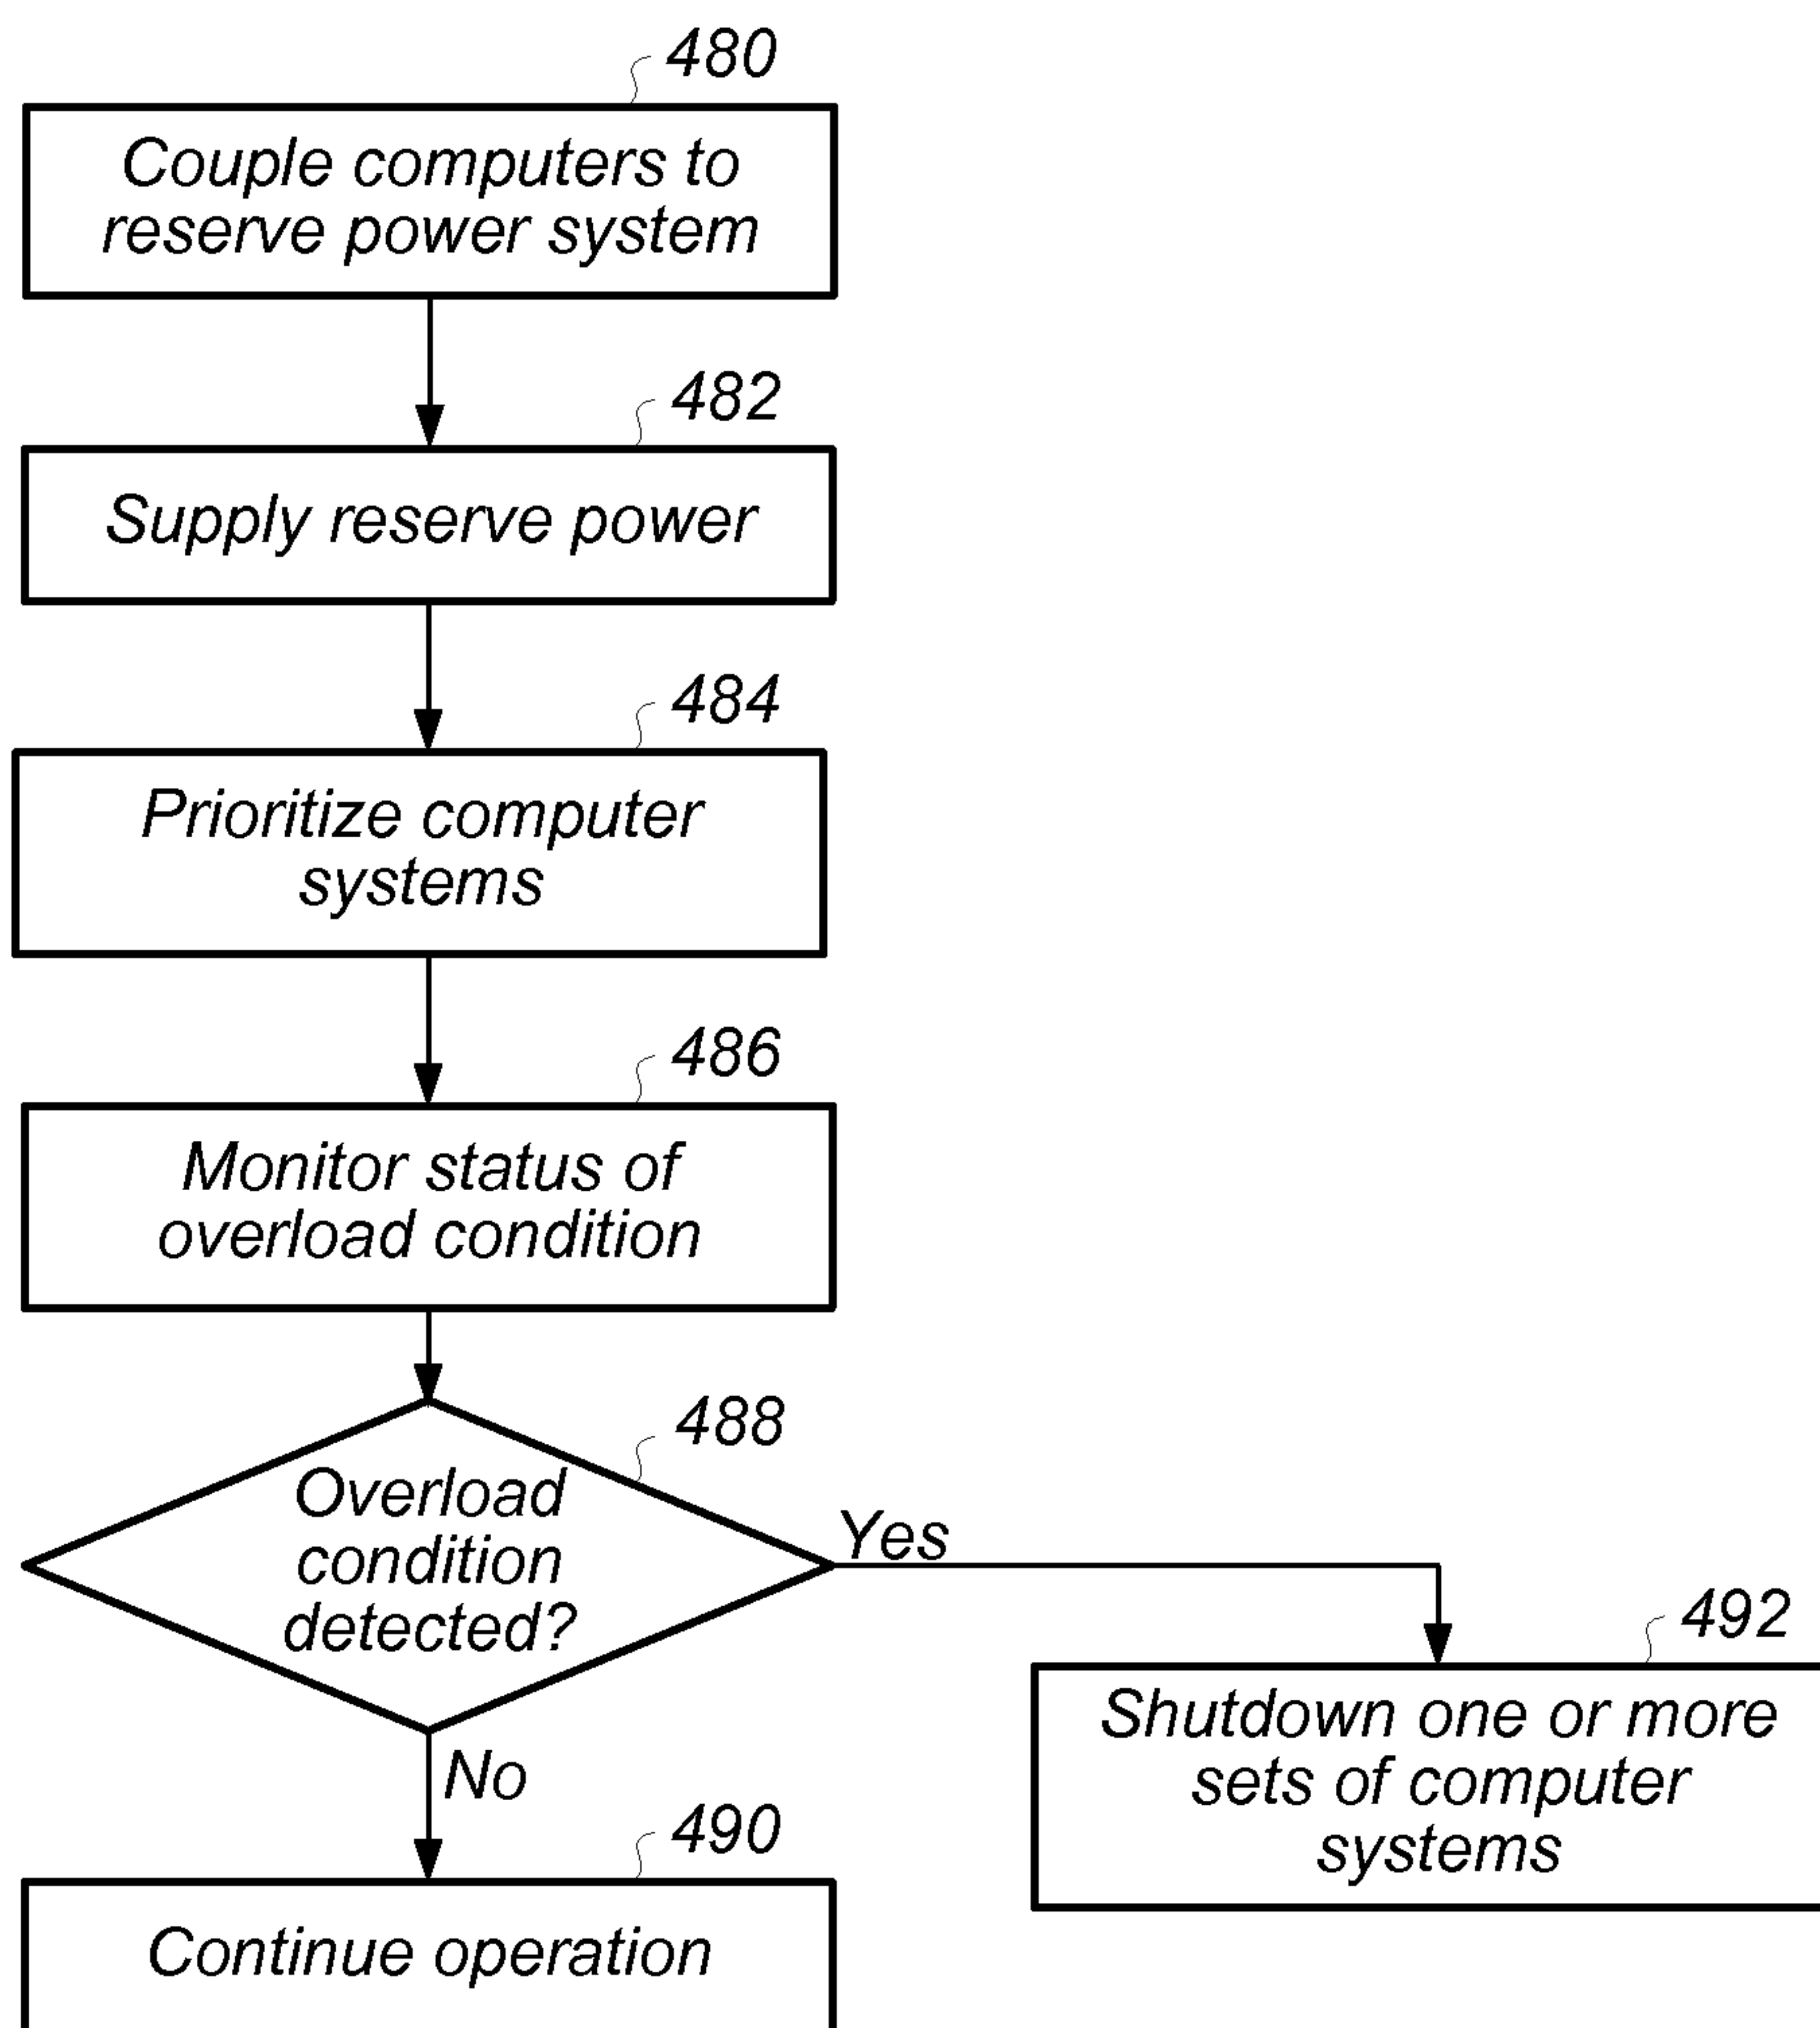 480
Couple computers to
reserve power system
482
Supply reserve power
484
Prioritize computer
systems
486
Monitor status of
overload condition
488
Overload
condition
detected?
Yes
492
Shutdown one or more
sets of computer
systems
No
490
Continue operation